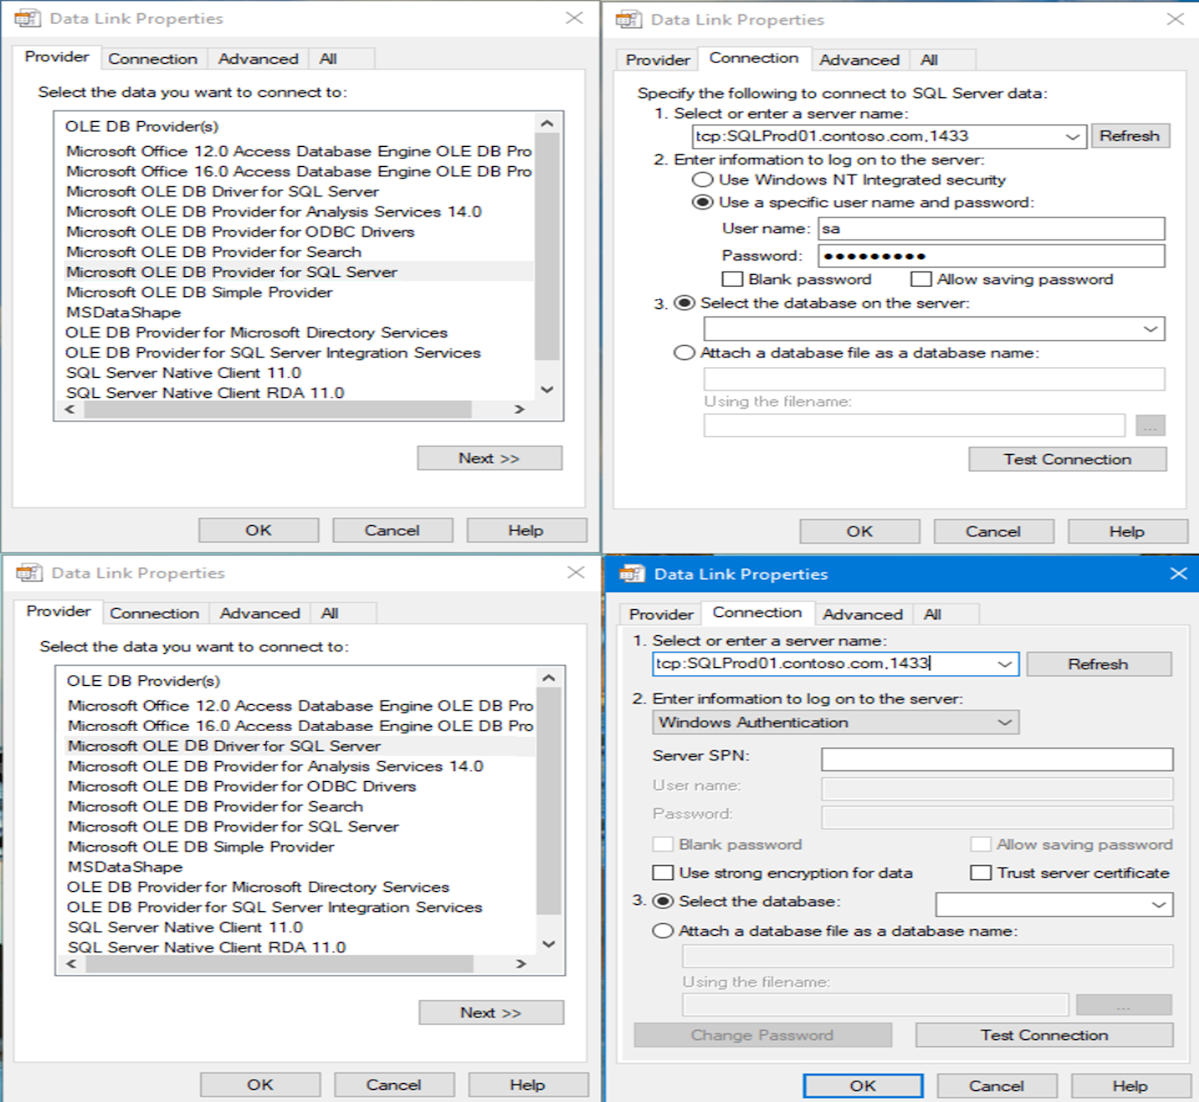 Data Link Properties
Provider Connection Advanced All
Select the data you want to connect to:
OLE DB Provider(s)
Microsoft Office 12.0 Access Database Engine OLE DB Pro
Microsoft Office 16.0 Access Database Engine OLE DB Pro
Microsoft OLE DB Driver for SQL Server
Microsoft OLE DB Provider for Analysis Services 14.0
Microsoft OLE DB Provider for ODBC Drivers
Microsoft OLE DB Provider for Search
Microsoft OLE DB Provider for SQL Server
Microsoft OLE DB Simple Provider
MSDataShape
OLE DB Provider for Microsoft Directory Services
OLE DB Provider for SQL Server Integration Services
SQL Server Native Client 11.0
SQL Server Native Client RDA 11.0
Next >>
OK Cancel Help
Data Link Properties
Provider Connection Advanced All
Specify the following to connect to SQL Server data:
1. Select or enter a server name:
tcp:SQLProd01.contoso.com,1433 Refresh
2. Enter information to log on to the server:
Use Windows NT Integrated security
Use a specific user name and password:
User name: sa
Password: ●●●●●●●●●
Blank password Allow saving password
3. Select the database on the server:
Attach a database file as a database name:
Using the filename:
...
Test Connection
OK Cancel Help
Data Link Properties
Provider Connection Advanced All
Select the data you want to connect to:
OLE DB Provider(s)
Microsoft Office 12.0 Access Database Engine OLE DB Pro
Microsoft Office 16.0 Access Database Engine OLE DB Pro
Microsoft OLE DB Driver for SQL Server
Microsoft OLE DB Provider for Analysis Services 14.0
Microsoft OLE DB Provider for ODBC Drivers
Microsoft OLE DB Provider for Search
Microsoft OLE DB Provider for SQL Server
Microsoft OLE DB Simple Provider
MSDataShape
OLE DB Provider for Microsoft Directory Services
OLE DB Provider for SQL Server Integration Services
SQL Server Native Client 11.0
SQL Server Native Client RDA 11.0
Next >>
OK Cancel Help
Data Link Properties
Provider Connection Advanced All
1. Select or enter a server name:
tcp:SQLProd01.contoso.com,1433 Refresh
2. Enter information to log on to the server:
Windows Authentication
Server SPN:
User name:
Password:
Blank password Allow saving password
Use strong encryption for data Trust server certificate
3. Select the database:
Attach a database file as a database name:
Using the filename:
...
Change Password Test Connection
OK Cancel Help